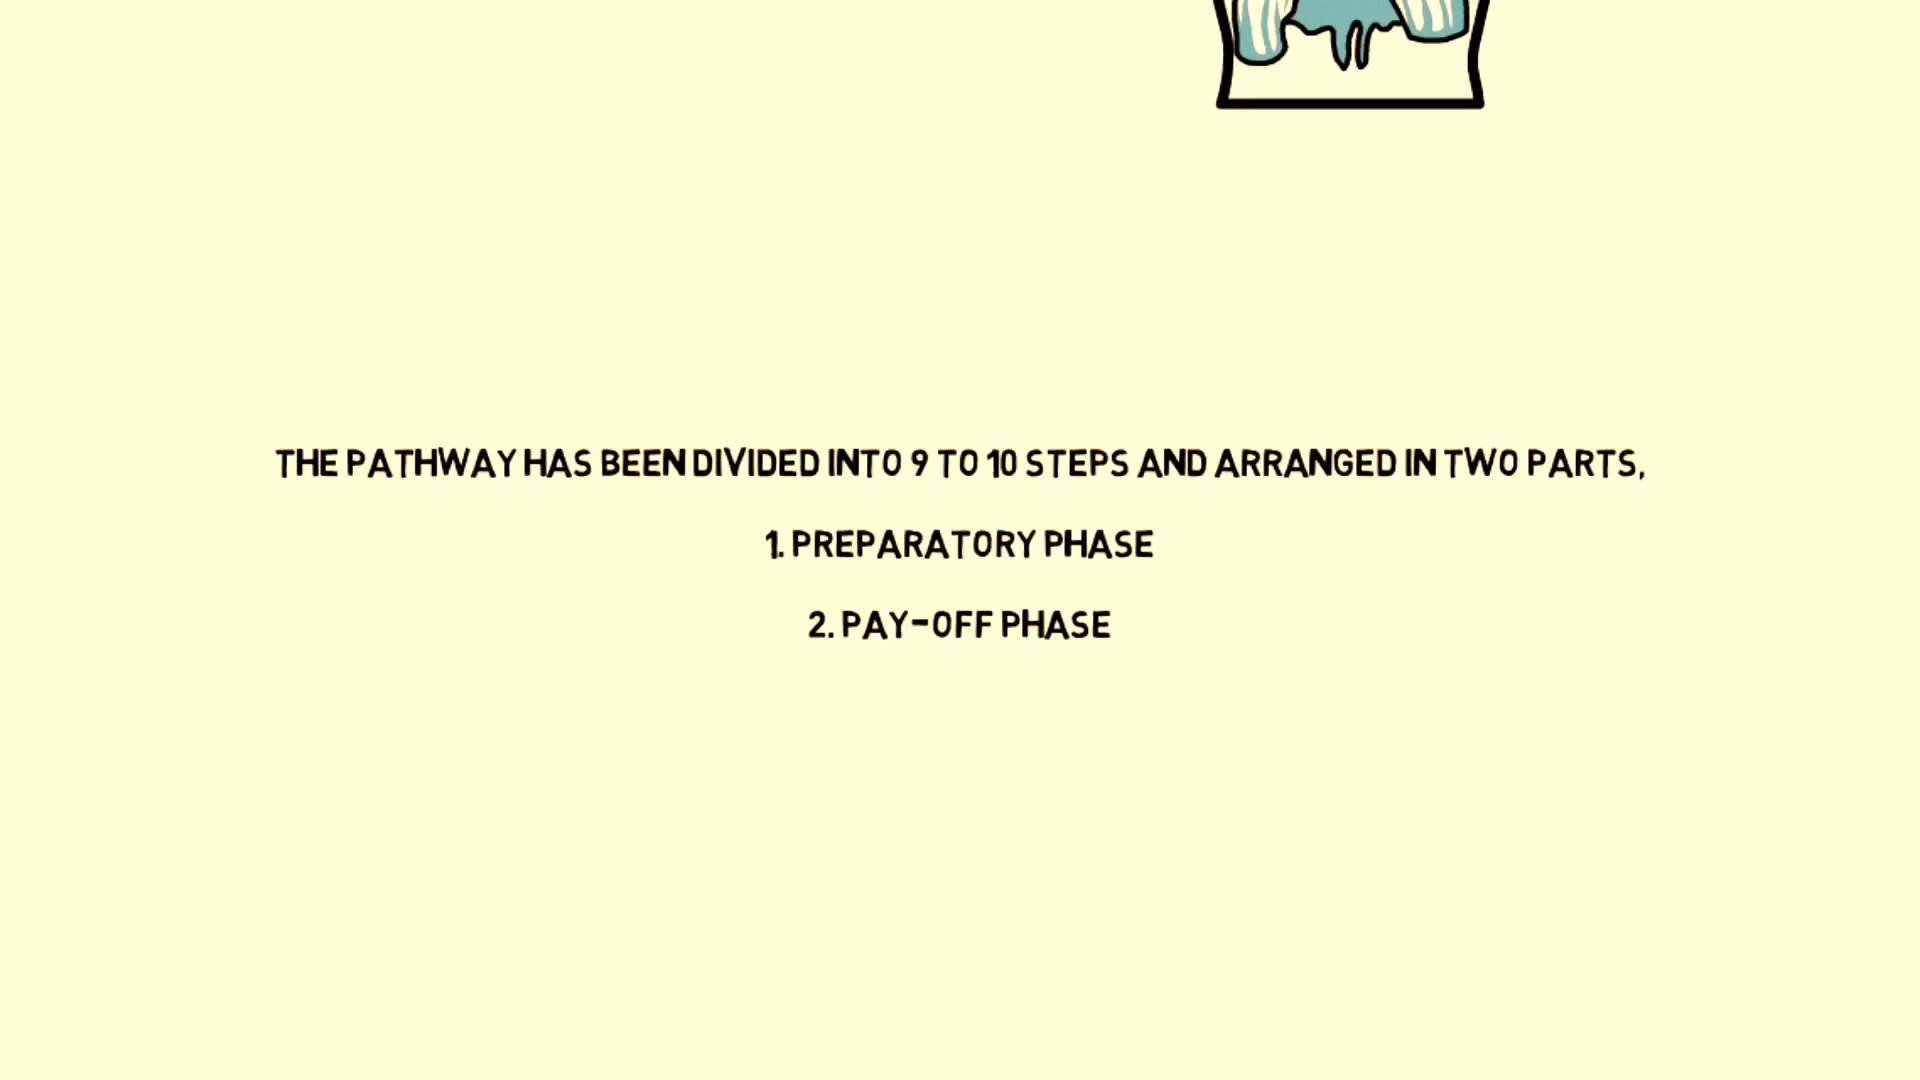 THE PATHWAY HAS BEEN DIVIDED INTO 9 TO 10 STEPS AND ARRANGED IN TWO PARTS,
1. PREPARATORY PHASE
2. PAY-OFF PHASE